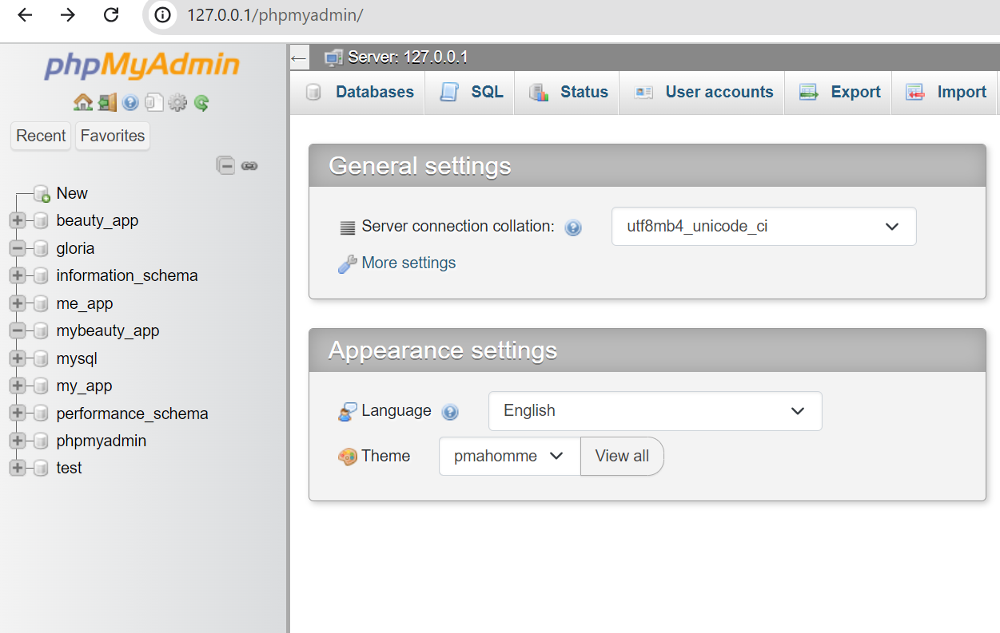 127.0.0.1/phpmyadmin/
phpMyAdmin
Recent Favorites
New
beauty_app
gloria
information_schema
me_app
mybeauty_app
mysql
my_app
performance_schema
phpmyadmin
test
Server: 127.0.0.1
Databases SQL Status User accounts Export Import
General settings
Server connection collation: utf8mb4_unicode_ci
More settings
Appearance settings
Language English
Theme pmahomme View all